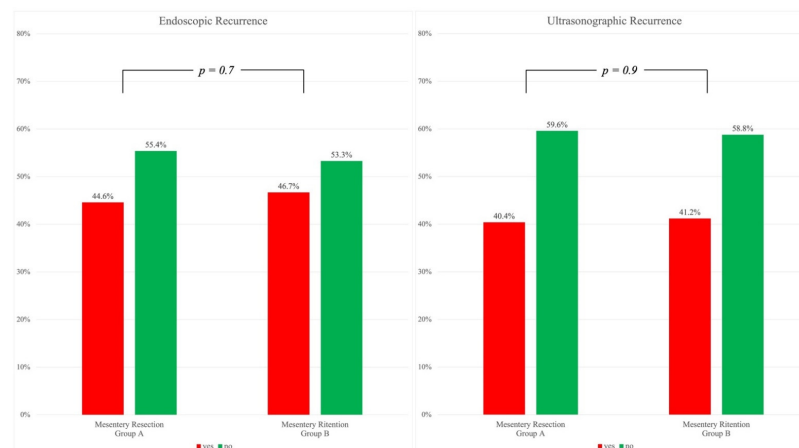 Endoscopic Recurrence
80%
70%
60%
50%
40%
30%
20%
10%
0%
p = 0.7
44.6%
55.4%
46.7%
53.3%
Mesentery Resection
Group A
Mesentery Ritention
Group B
yes no
Ultrasonographic Recurrence
80%
70%
60%
50%
40%
30%
20%
10%
0%
p = 0.9
40.4%
59.6%
41.2%
58.8%
Mesentery Resection
Group A
Mesentery Ritention
Group B
yes no